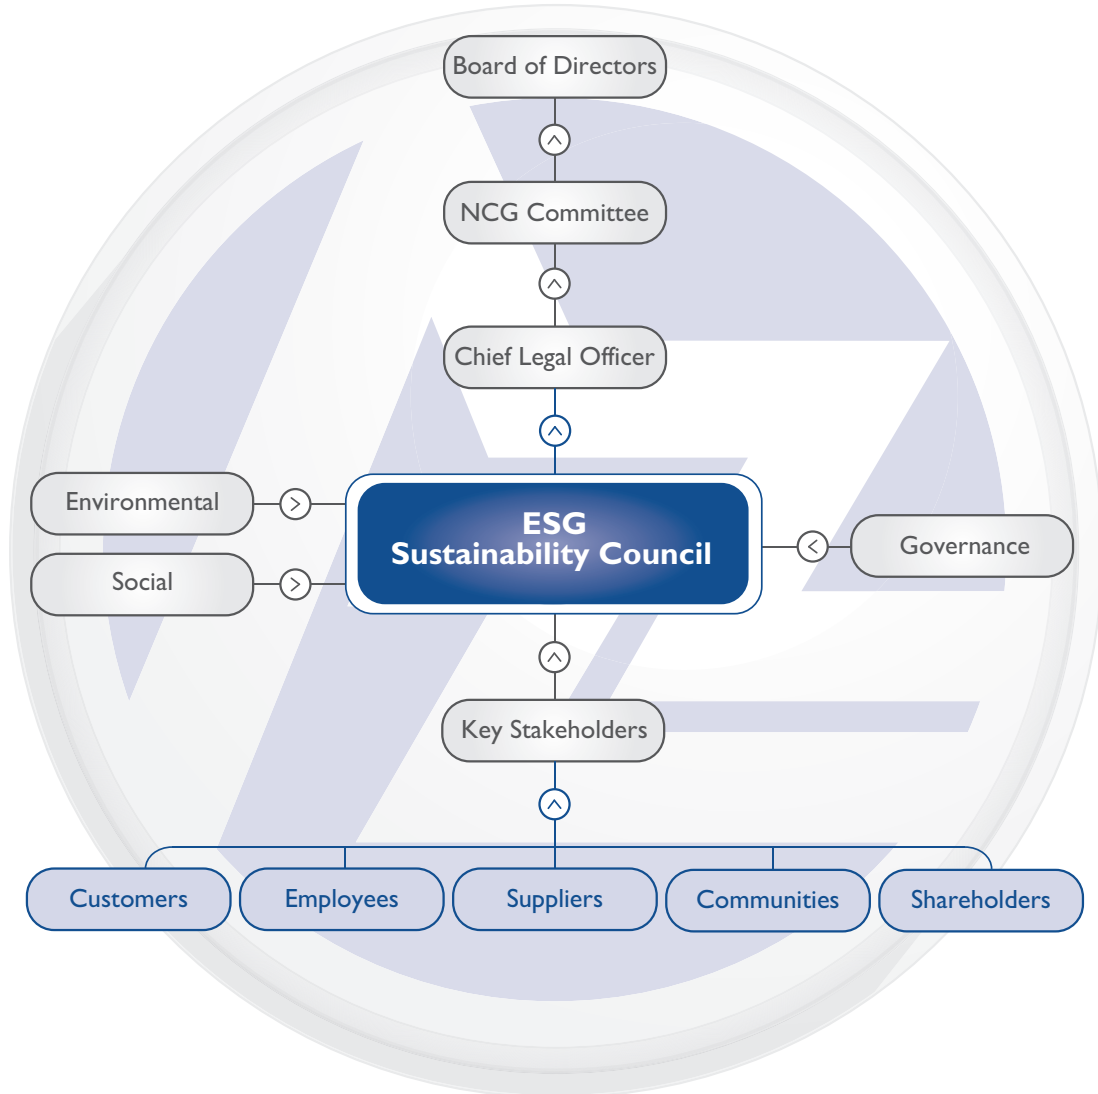 Board of Directors
NCG Committee
Chief Legal Officer
Environmental
Social
ESG
Sustainability Council
Governance
Key Stakeholders
Customers
Employees
Suppliers
Communities
Shareholders